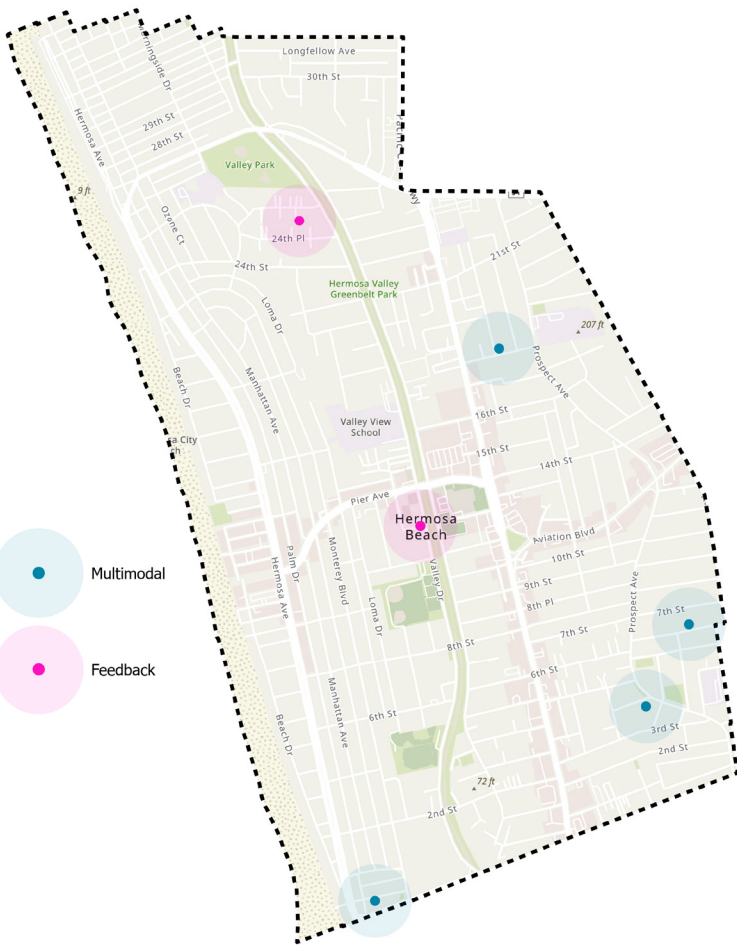 Longfellow Ave
30th St
Morningside Dr
29th St
28th St
Hermosa Ave
Valley Park
9 ft
Ozone Ct
24th Pl
24th St
21st St
Hermosa Valley
Greenbelt Park
Loma Dr
207 ft
Prospect Ave
Beach Dr
Manhattan Ave
16th St
Valley View
School
15th St
14th St
Pier Ave
Hermosa
Beach
Aviation Blvd
10th St
Palm Dr
Hermosa Ave
Monterey Blvd
Valley Dr
9th St
8th Pl
Prospect Ave
7th St
Loma Dr
7th St
8th St
6th St
Multimodal
Feedback
Manhattan Ave
6th St
Beach Dr
3rd St
2nd St
72 ft
2nd St